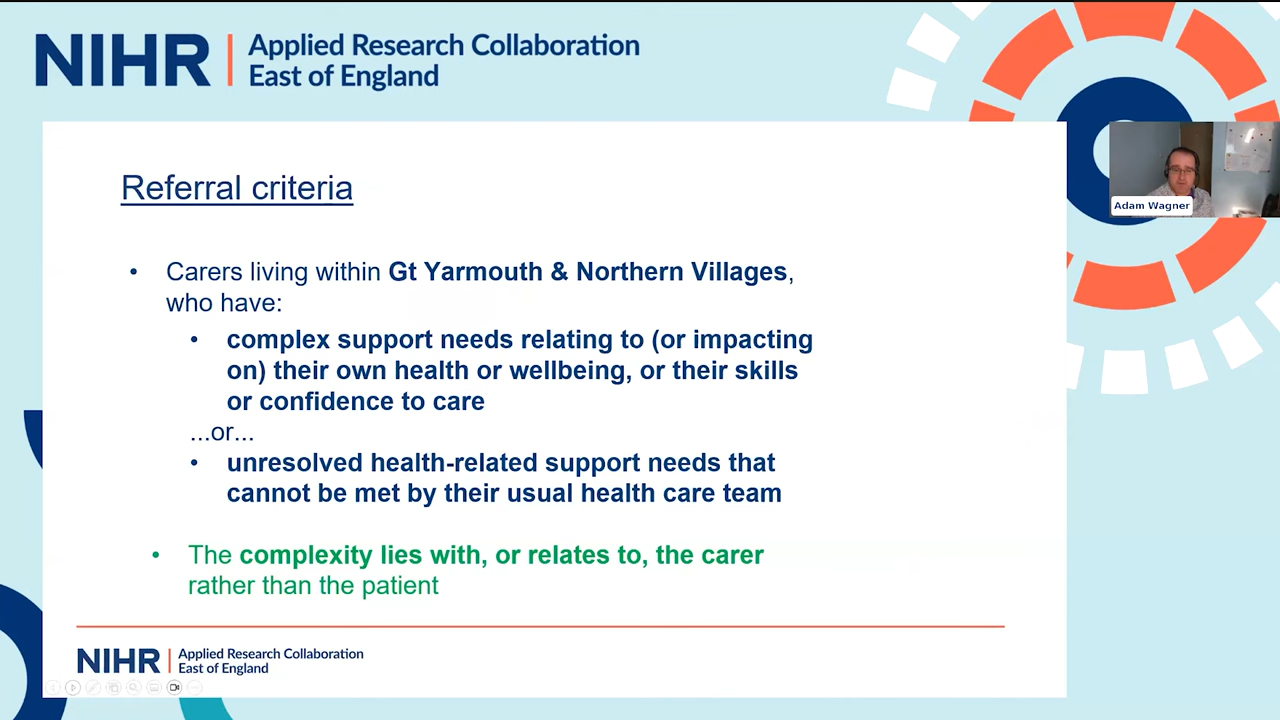 NIHR | Applied Research Collaboration
East of England
Referral criteria
• Carers living within Gt Yarmouth & Northern Villages,
who have:
• complex support needs relating to (or impacting
on) their own health or wellbeing, or their skills
or confidence to care
...or...
• unresolved health-related support needs that
cannot be met by their usual health care team
• The complexity lies with, or relates to, the carer
rather than the patient
NIHR | Applied Research Collaboration
East of England
Adam Wagner